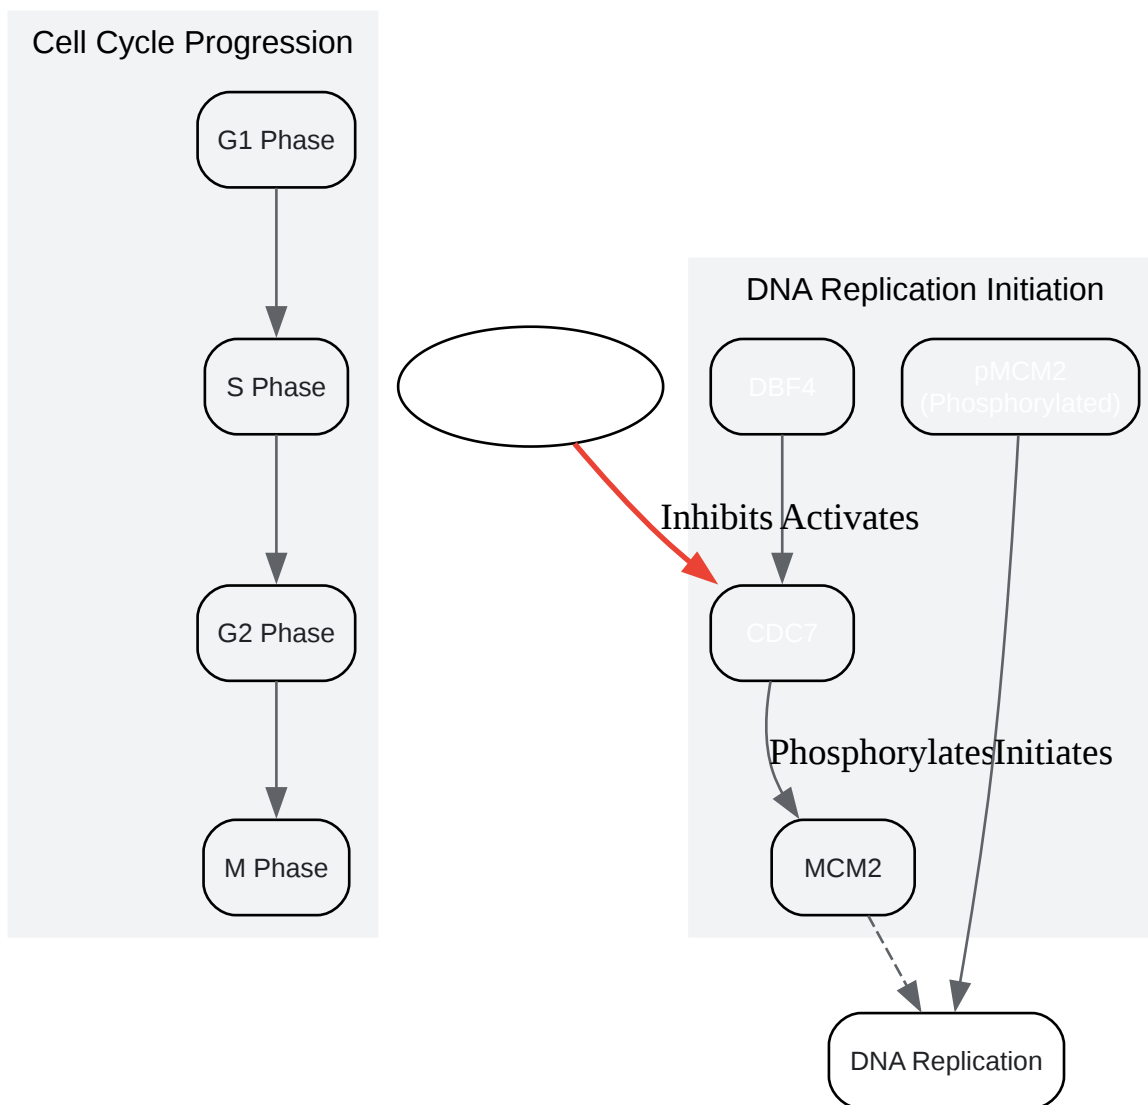 Cell Cycle Progression
G1 Phase
S Phase
G2 Phase
M Phase
DNA Replication Initiation
DBF4
pMCM2
(Phosphorylated)
Inhibits
Activates
CDC7
Phosphorylates
Initiates
MCM2
DNA Replication